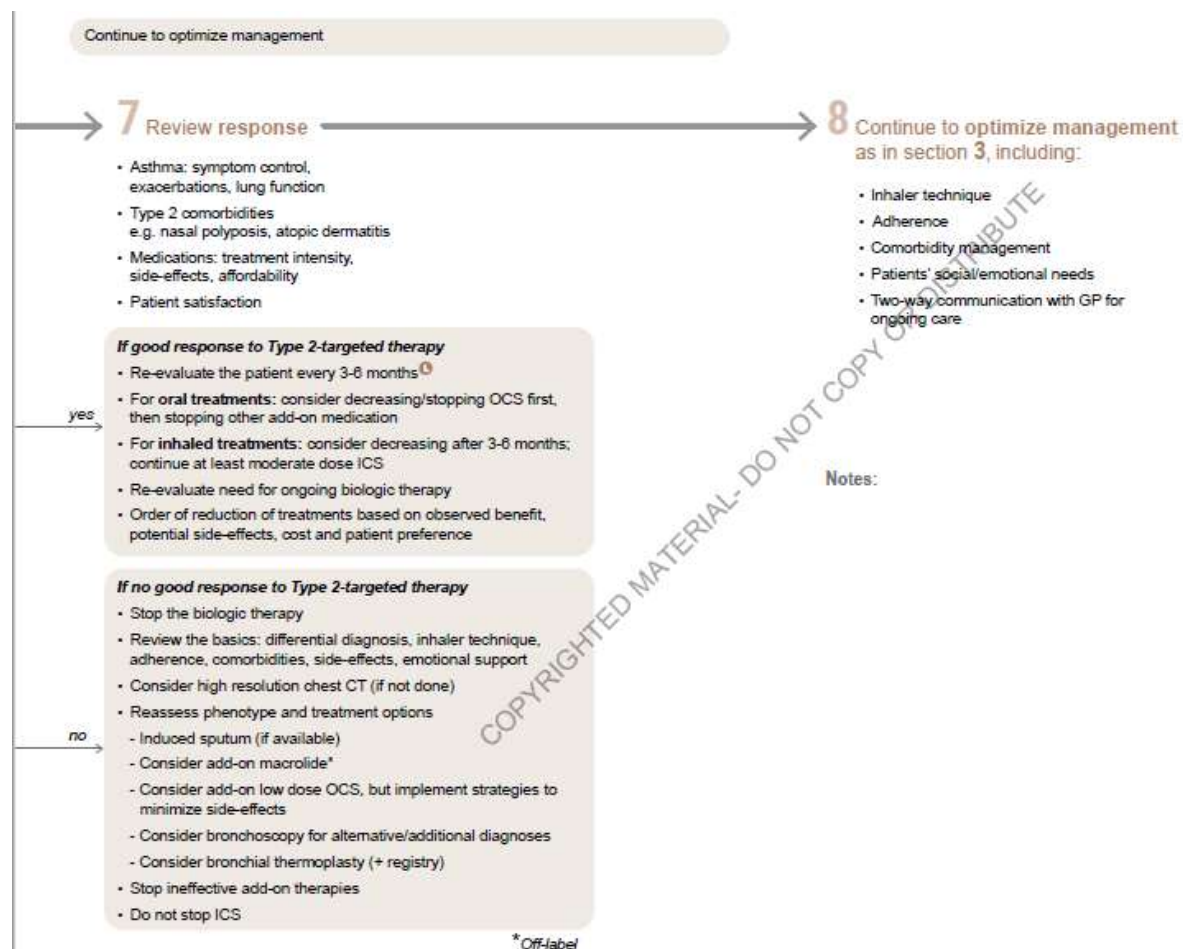 Continue to optimize management
7 Review response
• Asthma: symptom control,
exacerbations, lung function
• Type 2 comorbidities
e.g. nasal polyposis, atopic dermatitis
• Medications: treatment intensity,
side-effects, affordability
• Patient satisfaction
yes
If good response to Type 2-targeted therapy
• Re-evaluate the patient every 3-6 months
• For oral treatments: consider decreasing/stopping OCS first,
then stopping other add-on medication
• For inhaled treatments: consider decreasing after 3-6 months;
continue at least moderate dose ICS
• Re-evaluate need for ongoing biologic therapy
• Order of reduction of treatments based on observed benefit,
potential side-effects, cost and patient preference
no
If no good response to Type 2-targeted therapy
• Stop the biologic therapy
• Review the basics: differential diagnosis, inhaler technique,
adherence, comorbidities, side-effects, emotional support
• Consider high resolution chest CT (if not done)
• Reassess phenotype and treatment options
- Induced sputum (if available)
- Consider add-on macrolide*
- Consider add-on low dose OCS, but implement strategies to
minimize side-effects
- Consider bronchoscopy for alternative/additional diagnoses
- Consider bronchial thermoplasty (+ registry)
• Stop ineffective add-on therapies
• Do not stop ICS
*Off-label
8 Continue to optimize management
as in section 3, including:
• Inhaler technique
• Adherence
• Comorbidity management
• Patients' social/emotional needs
• Two-way communication with GP for
ongoing care
Notes:
COPYRIGHTED MATERIAL- DO NOT COPY OR DISTRIBUTE